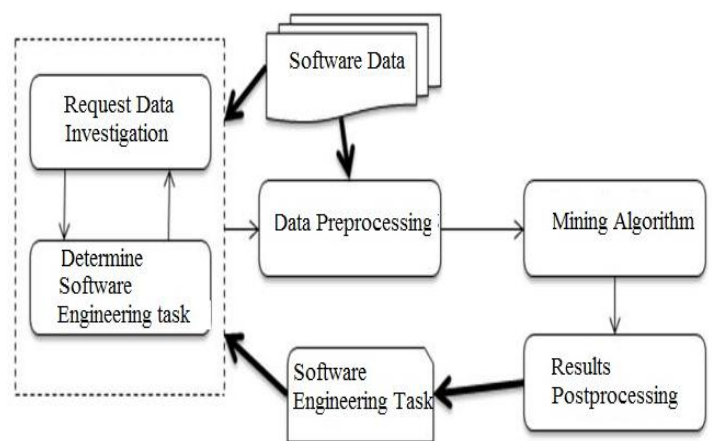 Software Data
Request Data
Investigation
Data Preprocessing
Mining Algorithm
Determine
Software
Engineering task
Software
Engineering Task
Results
Postprocessing